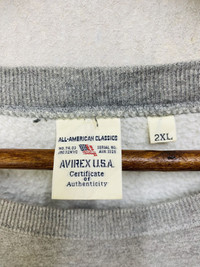 ALL-AMERICAN CLASSICS
AVIREX U.S.A.
Certificate
of
Authenticity
2XL